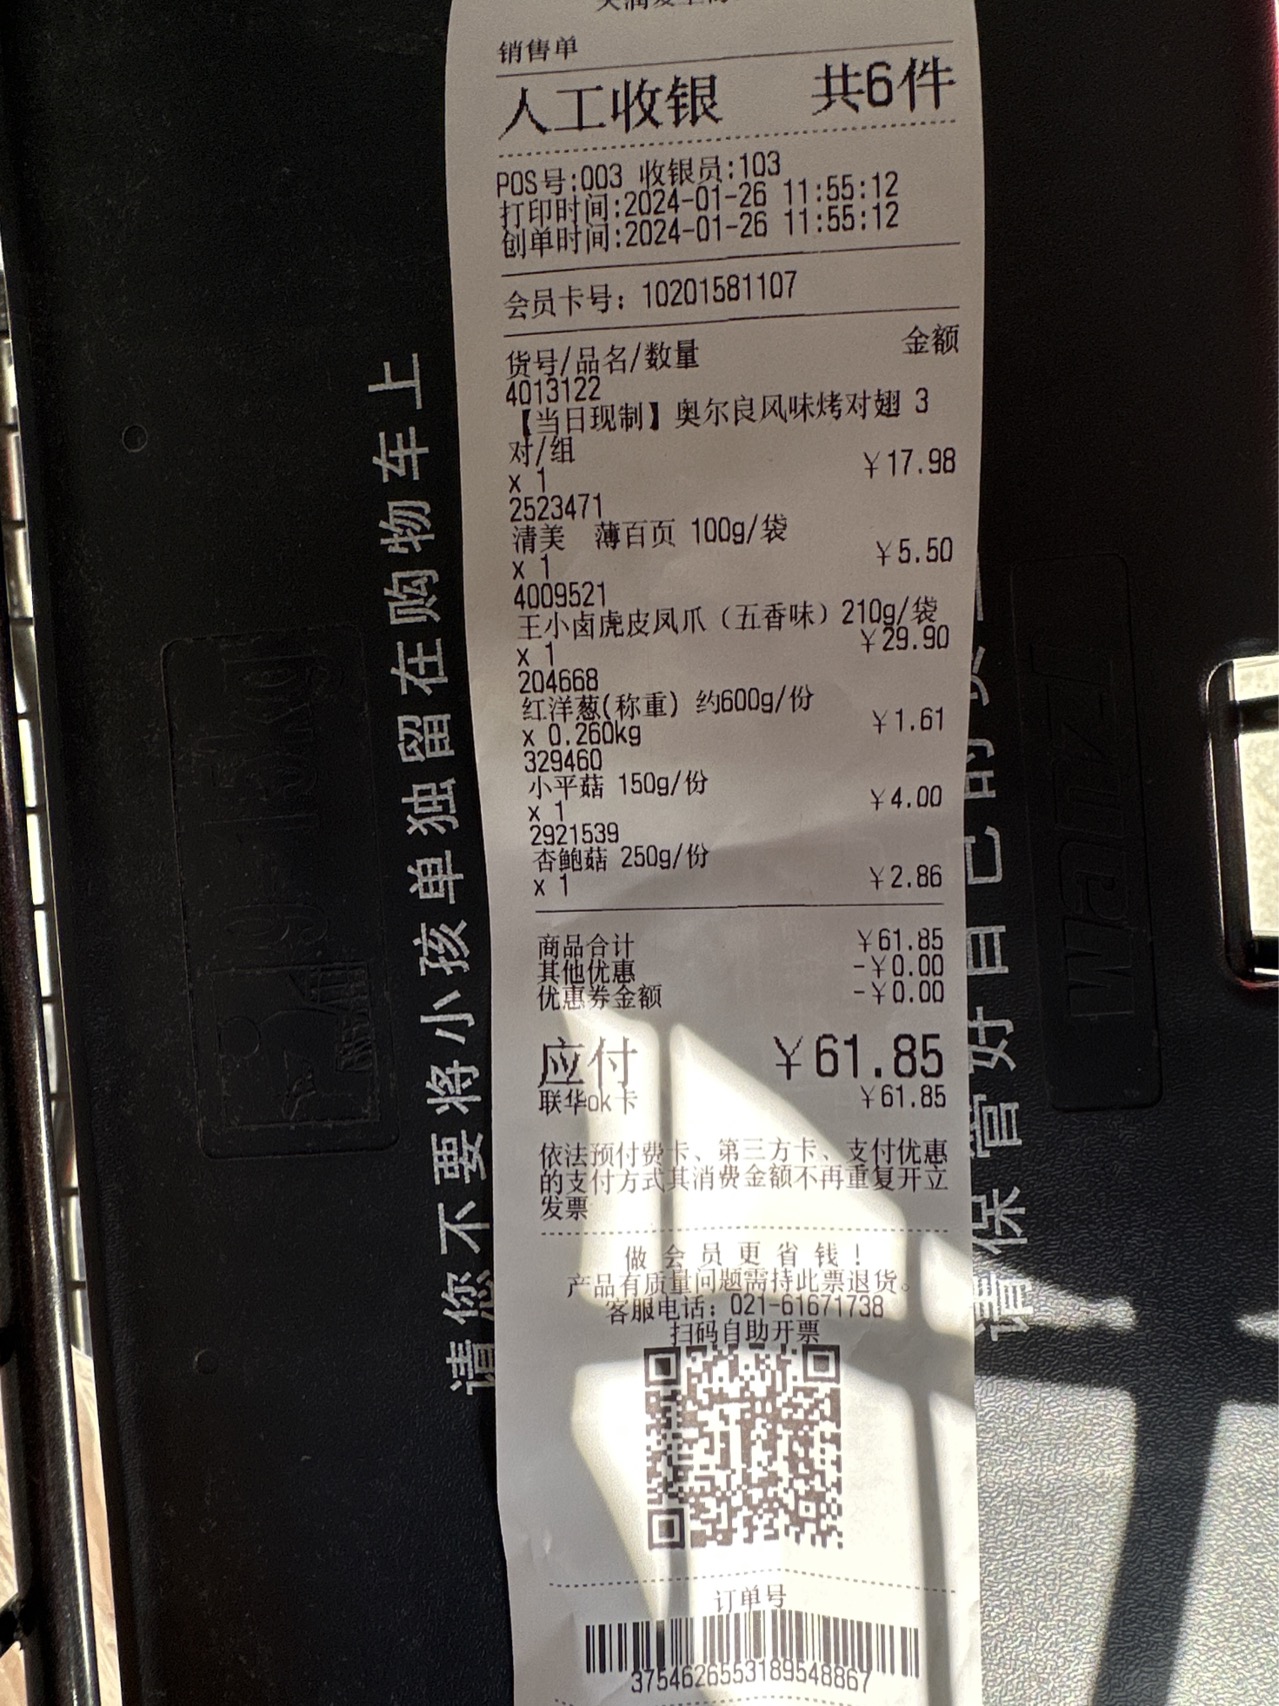 销售单
人工收银 共6件
POS号:003 收银员:103
打印时间:2024-01-26 11:55:12
创单时间:2024-01-26 11:55:12
会员卡号：10201581107
货号/品名/数量 金额
4013122
【当日现制】奥尔良风味烤对翅 3
对/组
x 1 ￥17.98
2523471
清美 薄百页 100g/袋
x 1 ￥5.50
4009521
王小卤虎皮凤爪（五香味）210g/袋
x 1 ￥29.90
204668
红洋葱(称重) 约600g/份
x 0.260kg ￥1.61
329460
小平菇 150g/份
x 1 ￥4.00
2921539
杏鲍菇 250g/份
x 1 ￥2.86
商品合计 ￥61.85
其他优惠 -￥0.00
优惠券金额 -￥0.00
应付 ￥61.85
联华ok卡 ￥61.85
依法预付费卡、第三方卡、支付优惠
的支付方式其消费金额不再重复开立
发票
做会员更省钱！
产品有质量问题需持此票退货。
客服电话：021-61671738
扫码自助开票
订单号
3754626553189548867
请您不要将小孩单独留在购物车上
请保管好自己的
wanzl
9-15kg